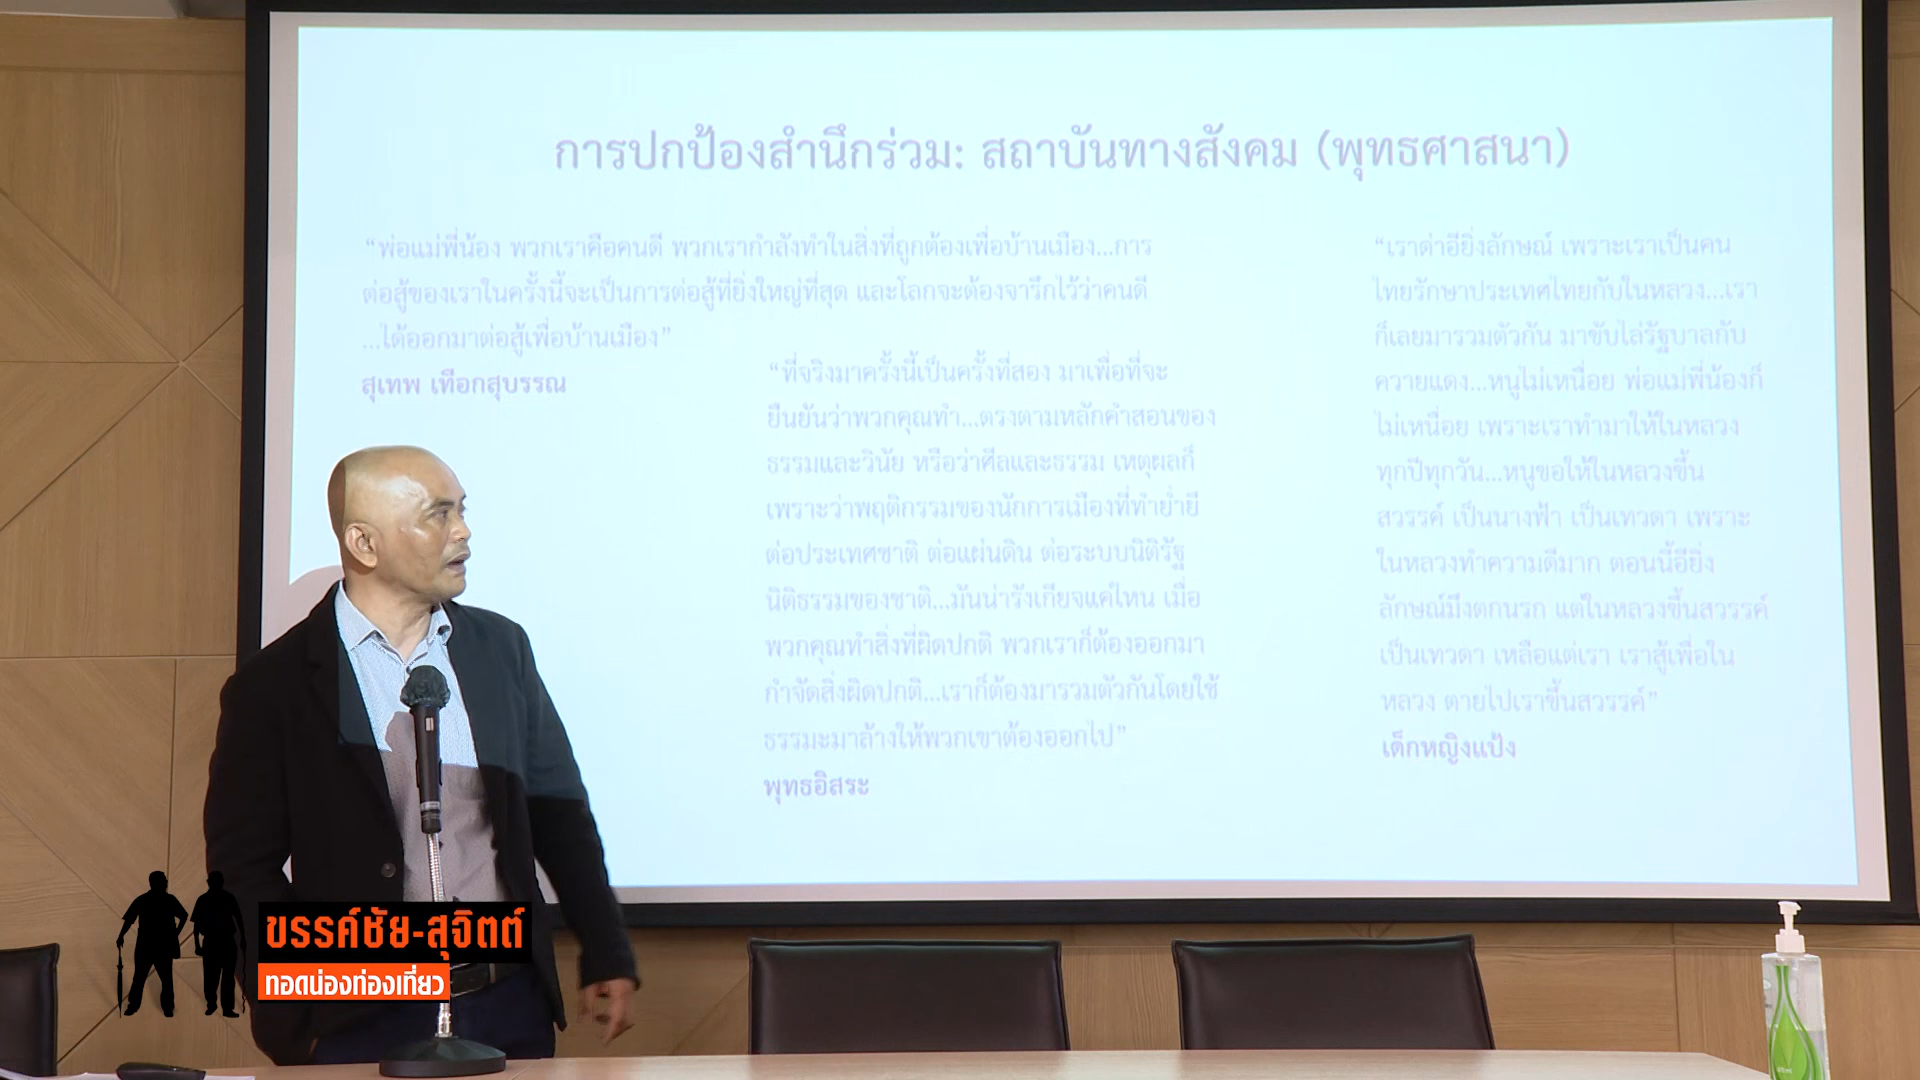 การปกป้องสำนึกร่วม: สถาบันทางสังคม (พุทธศาสนา)
“พ่อแม่พี่น้อง พวกเราคือคนดี พวกเรากำลังทำในสิ่งที่ถูกต้องเพื่อบ้านเมือง...การ
ต่อสู้ของเราในครั้งนี้จะเป็นการต่อสู้ที่ยิ่งใหญ่ที่สุด และโลกจะต้องจารึกไว้ว่าคนดี
...ได้ออกมาต่อสู้เพื่อบ้านเมือง”
สุเทพ เทือกสุบรรณ
“ที่จริงมาครั้งนี้เป็นครั้งที่สอง มาเพื่อที่จะ
ยืนยันว่าพวกคุณทำ...ตรงตามหลักคำสอนของ
ธรรมและวินัย หรือว่าศีลและธรรม เหตุผลก็
เพราะว่าพฤติกรรมของนักการเมืองที่ทำย่ำยี
ต่อประเทศชาติ ต่อแผ่นดิน ต่อระบบนิติรัฐ
นิติธรรมของชาติ...มันน่ารังเกียจแค่ไหน เมื่อ
พวกคุณทำสิ่งที่ผิดปกติ พวกเราก็ต้องออกมา
กำจัดสิ่งผิดปกติ...เราก็ต้องมารวมตัวกันโดยใช้
ธรรมะมาล้างให้พวกเขาต้องออกไป”
พุทธอิสระ
“เราด่าอียิ่งลักษณ์ เพราะเราเป็นคน
ไทยรักษาประเทศไทยกับในหลวง...เรา
ก็เลยมารวมตัวกัน มาขับไล่รัฐบาลกับ
ควายแดง...หนูไม่เหนื่อย พ่อแม่พี่น้องก็
ไม่เหนื่อย เพราะเราทำมาให้ในหลวง
ทุกปีทุกวัน...หนูขอให้ในหลวงขึ้น
สวรรค์ เป็นนางฟ้า เป็นเทวดา เพราะ
ในหลวงทำความดีมาก ตอนนี้อียิ่ง
ลักษณ์มึงตกนรก แต่ในหลวงขึ้นสวรรค์
เป็นเทวดา เหลือแต่เรา เราสู้เพื่อใน
หลวง ตายไปเราขึ้นสวรรค์”
เด็กหญิงแป้ง
ขรรค์ชัย-สุจิตต์
ทอดน่องท่องเที่ยว